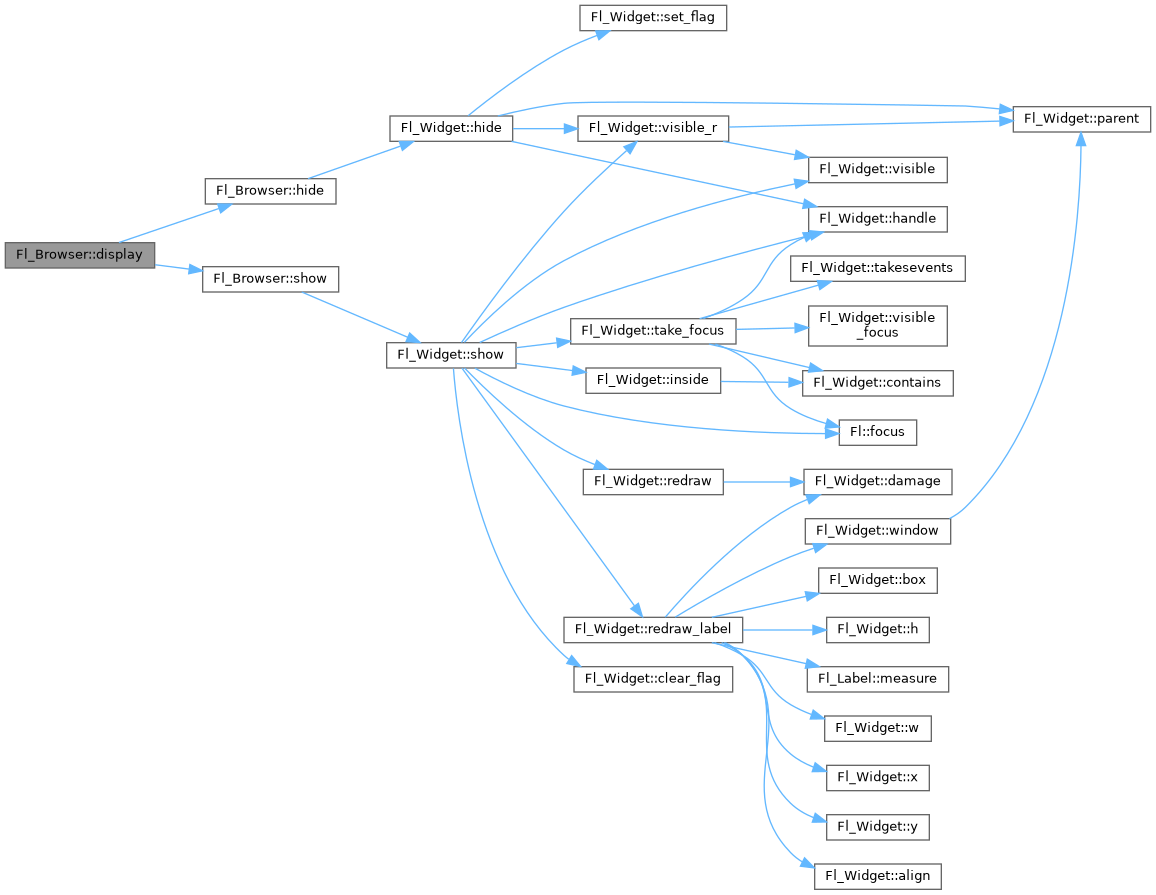 Fl_Widget::set_flag
Fl_Widget::hide
Fl_Widget::visible_r
Fl_Widget::parent
Fl_Widget::visible
Fl_Browser::hide
Fl_Widget::handle
Fl_Browser::display
Fl_Browser::show
Fl_Widget::takesevents
Fl_Widget::visible
_focus
Fl_Widget::take_focus
Fl_Widget::show
Fl_Widget::inside
Fl_Widget::contains
Fl::focus
Fl_Widget::redraw
Fl_Widget::damage
Fl_Widget::window
Fl_Widget::box
Fl_Widget::redraw_label
Fl_Widget::h
Fl_Widget::clear_flag
Fl_Label::measure
Fl_Widget::w
Fl_Widget::x
Fl_Widget::y
Fl_Widget::align